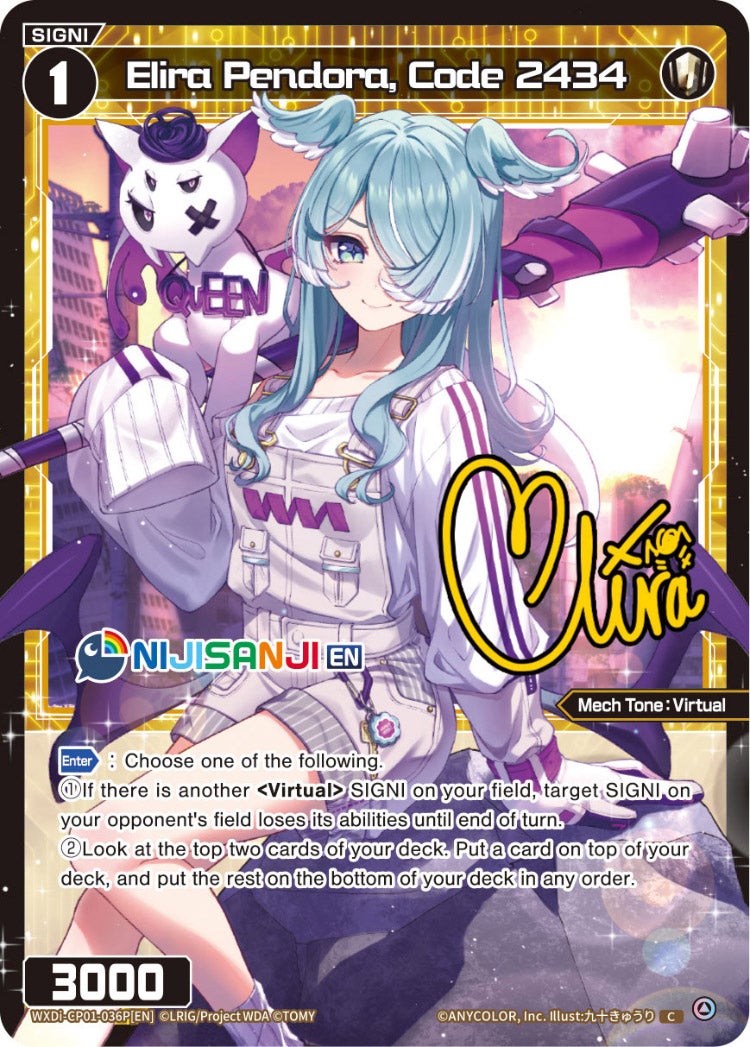 SIGNI
1
Elira Pendora, Code 2434
QuEEN
Elira
NIJISANJI EN
Mech Tone:Virtual
Enter : Choose one of the following.
①If there is another <Virtual> SIGNI on your field, target SIGNI on
your opponent's field loses its abilities until end of turn.
②Look at the top two cards of your deck. Put a card on top of your
deck, and put the rest on the bottom of your deck in any order.
3000
WXDi-CP01-036P[EN] ©LRIG/Project WDA ©TOMY
©ANYCOLOR, Inc. Illust:九十きゅうり C